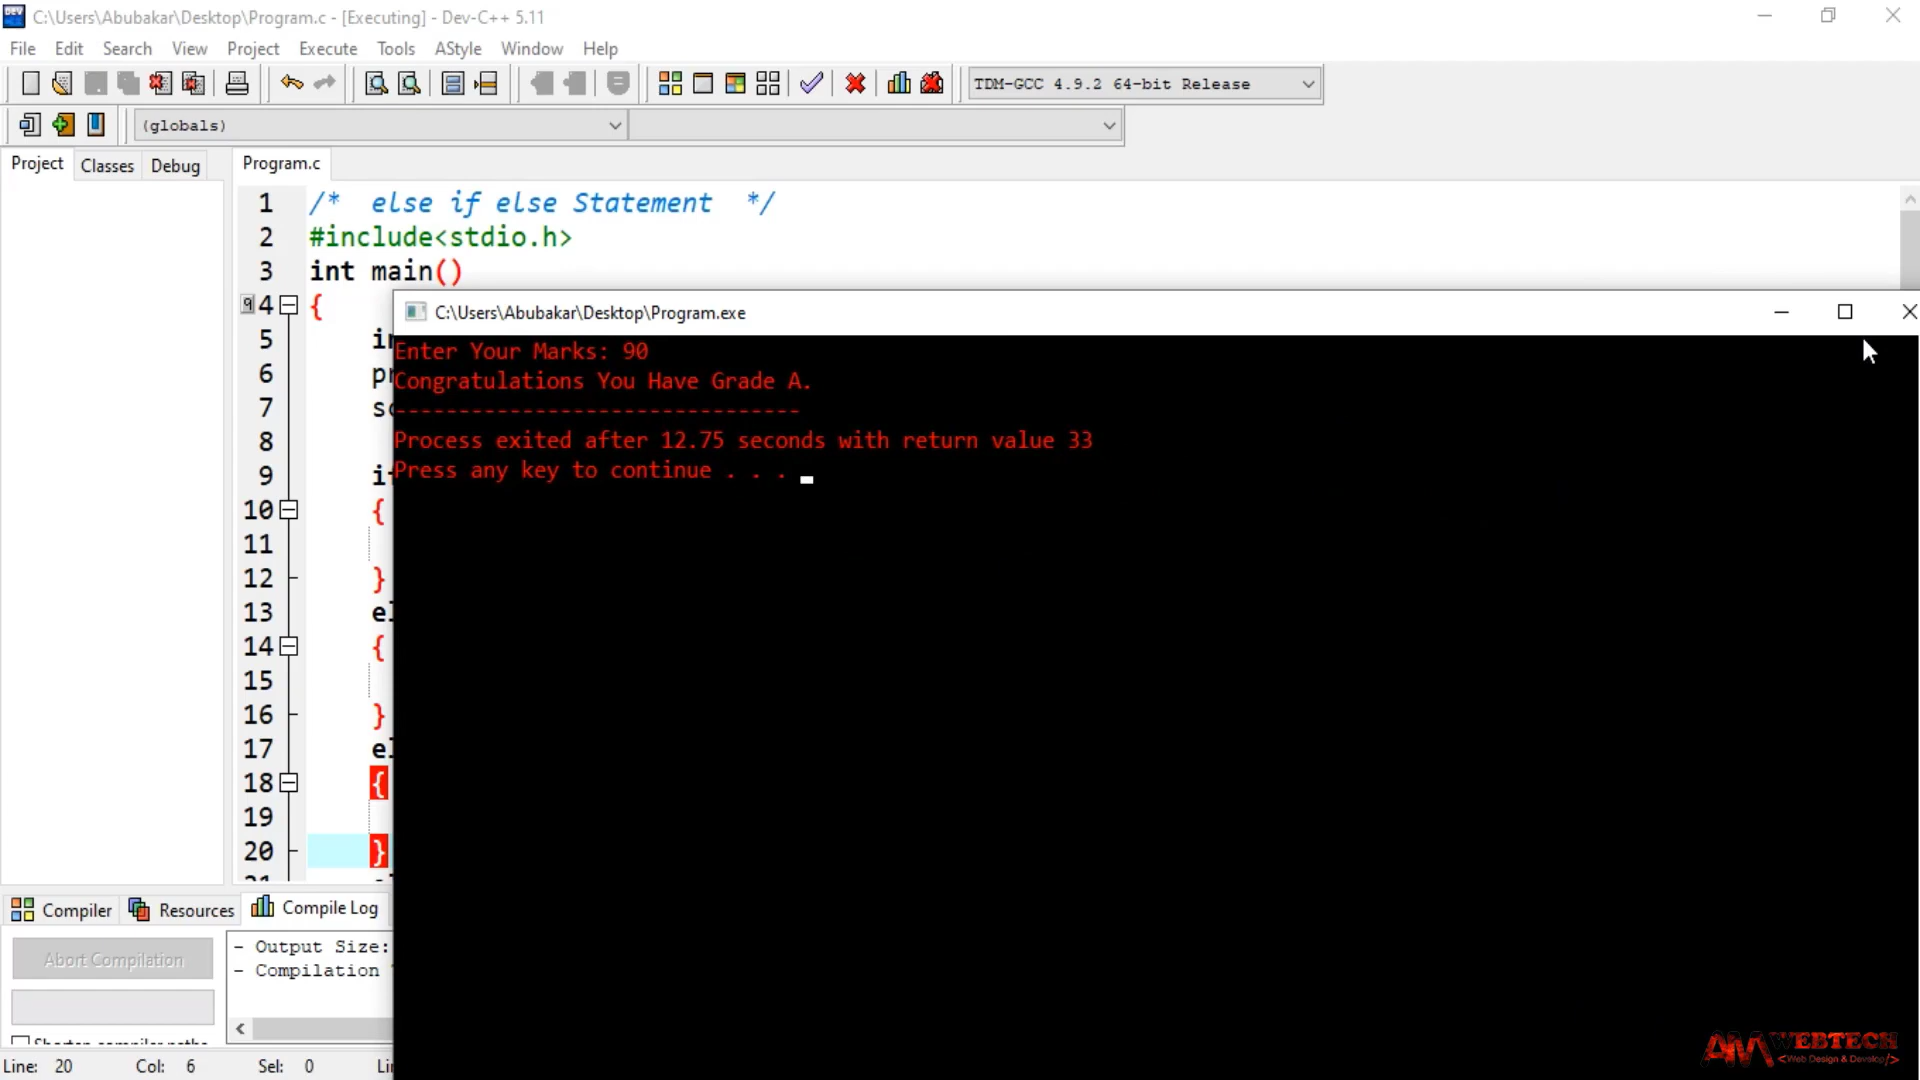 C:\Users\Abubakar\Desktop\Program.c - [Executing] - Dev-C++ 5.11
File Edit Search View Project Execute Tools AStyle Window Help
TDM-GCC 4.9.2 64-bit Release
(globals)
Project Classes Debug Program.c
1 /* else if else Statement */
2 #include<stdio.h>
3 int main()
4 {
C:\Users\Abubakar\Desktop\Program.exe
5
6
7
8
9
10 {
11
12 }
13
14 {
15
16 }
17
18 {
19
20 }
Enter Your Marks: 90
Congratulations You Have Grade A.
--------------------------------
Process exited after 12.75 seconds with return value 33
Press any key to continue . . .
Compiler Resources Compile Log
Abort Compilation
- Output Size:
- Compilation
Line: 20 Col: 6 Sel: 0
AM WEBTECH
<Web Design & Develop/>